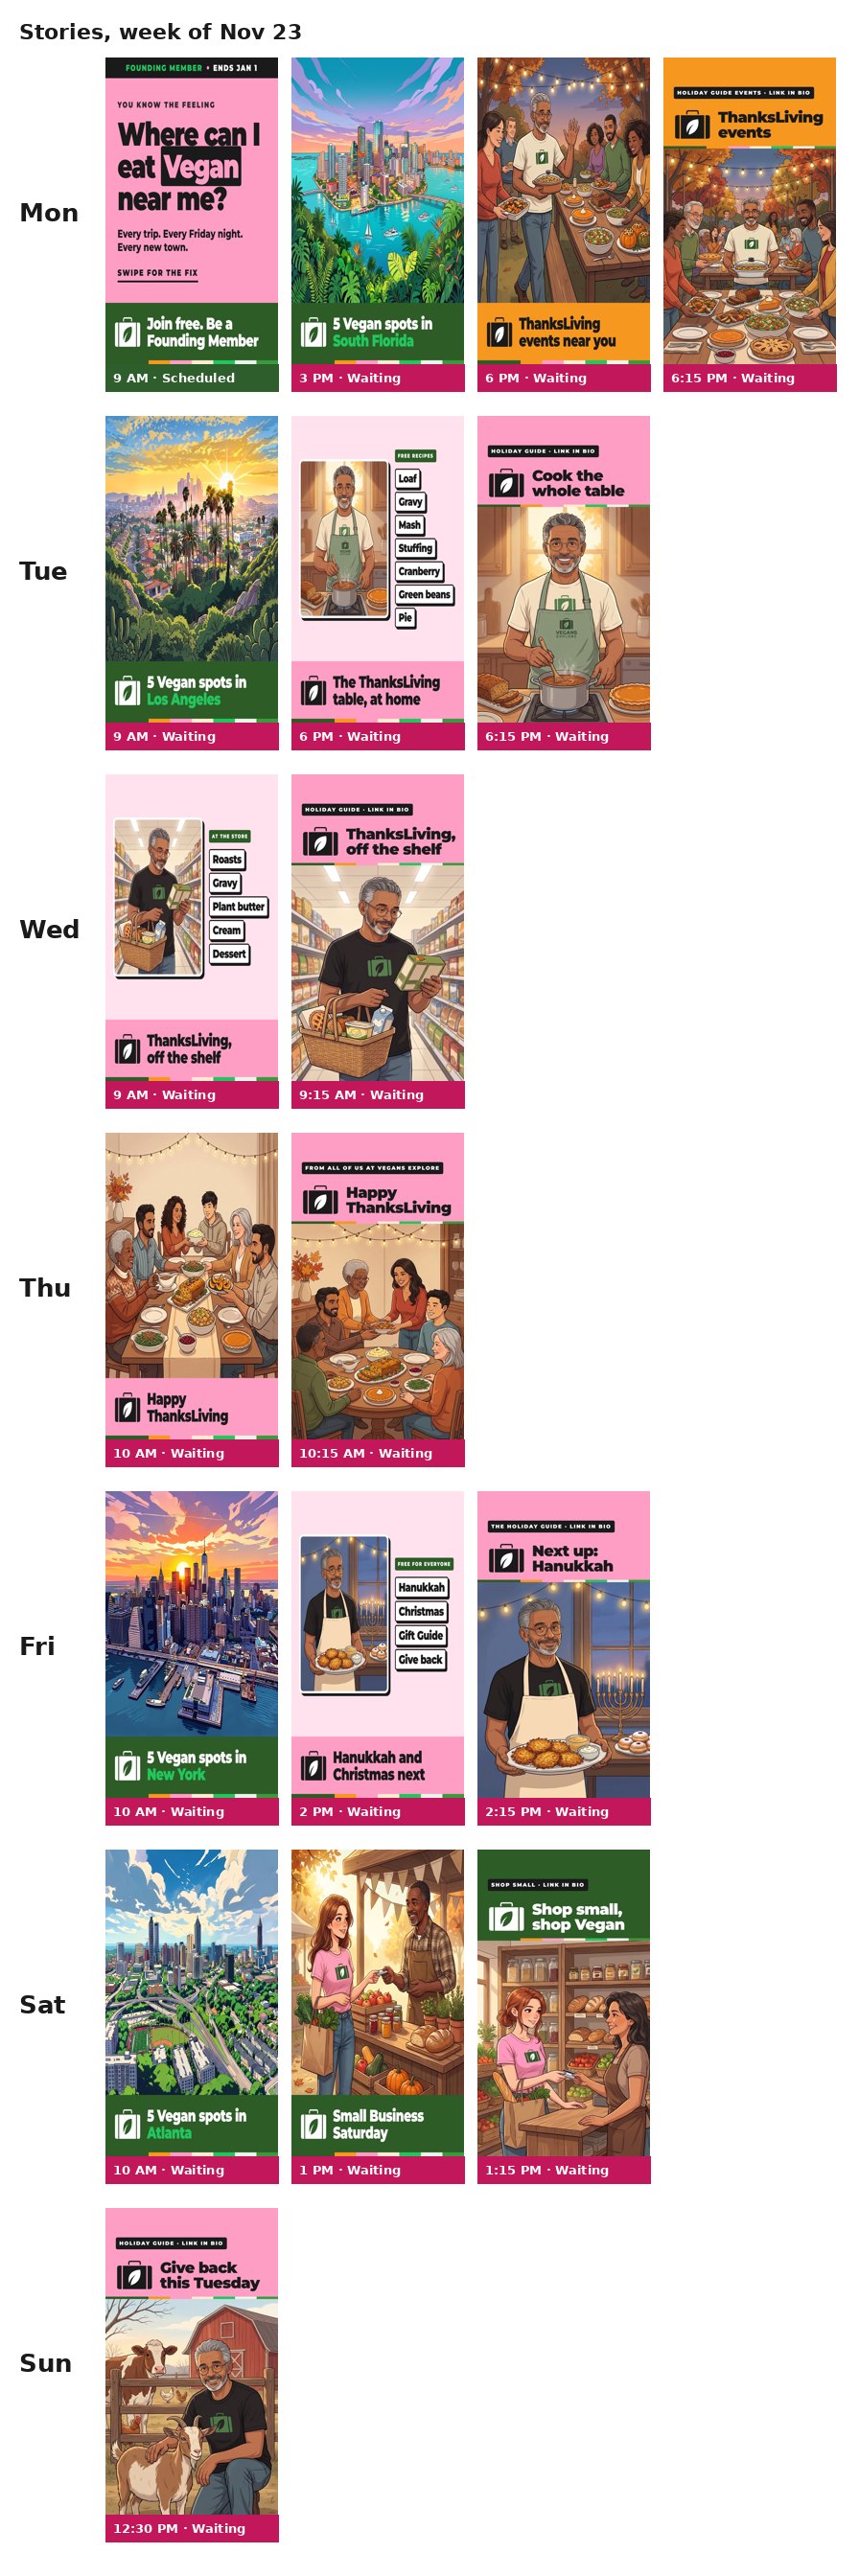 Stories, week of Nov 23
Mon
FOUNDING MEMBER • ENDS JAN 1
YOU KNOW THE FEELING
Where can I
eat Vegan
near me?
Every trip. Every Friday night.
Every new town.
SWIPE FOR THE FIX
Join free. Be a
Founding Member
9 AM · Scheduled
5 Vegan spots in
South Florida
3 PM · Waiting
ThanksLiving
events near you
6 PM · Waiting
HOLIDAY GUIDE EVENTS · LINK IN BIO
ThanksLiving
events
6:15 PM · Waiting
Tue
5 Vegan spots in
Los Angeles
9 AM · Waiting
FREE RECIPES
Loaf
Gravy
Mash
Stuffing
Cranberry
Green beans
Pie
The ThanksLiving
table, at home
6 PM · Waiting
HOLIDAY GUIDE · LINK IN BIO
Cook the
whole table
VEGANS
EXPLORE
6:15 PM · Waiting
Wed
AT THE STORE
Roasts
Gravy
Plant butter
Cream
Dessert
ThanksLiving,
off the shelf
9 AM · Waiting
HOLIDAY GUIDE · LINK IN BIO
ThanksLiving,
off the shelf
9:15 AM · Waiting
Thu
Happy
ThanksLiving
10 AM · Waiting
FROM ALL OF US AT VEGANS EXPLORE
Happy
ThanksLiving
10:15 AM · Waiting
Fri
5 Vegan spots in
New York
10 AM · Waiting
FREE FOR EVERYONE
Hanukkah
Christmas
Gift Guide
Give back
Hanukkah and
Christmas next
2 PM · Waiting
THE HOLIDAY GUIDE · LINK IN BIO
Next up:
Hanukkah
2:15 PM · Waiting
Sat
5 Vegan spots in
Atlanta
10 AM · Waiting
Small Business
Saturday
1 PM · Waiting
SHOP SMALL · LINK IN BIO
Shop small,
shop Vegan
1:15 PM · Waiting
Sun
HOLIDAY GUIDE · LINK IN BIO
Give back
this Tuesday
12:30 PM · Waiting